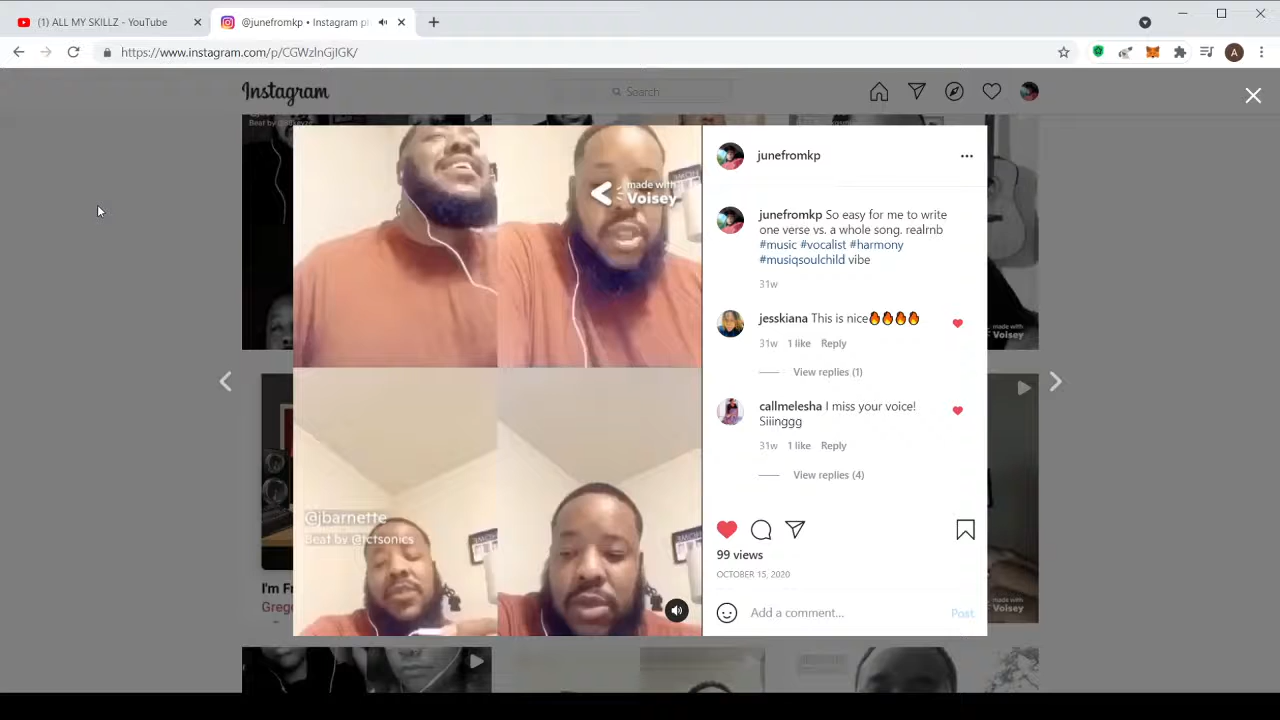 (1) ALL MY SKILLZ - YouTube
@junefromkp • Instagram p
https://www.instagram.com/p/CGWzlnGjIGK/
A
Instagram
Search
made with
Voisey
@jbarnette
Beat by @tctsonics
junefromkp
junefromkp So easy for me to write
one verse vs. a whole song. realrnb
#music #vocalist #harmony
#musiqsoulchild vibe
31w
jesskiana This is nice🔥🔥🔥🔥
31w 1 like Reply
View replies (1)
callmelesha I miss your voice!
Siiinggg
31w 1 like Reply
View replies (4)
99 views
OCTOBER 15, 2020
Add a comment... Post
made with
Voisey
I'm Fr
Greg
made with
Voisey